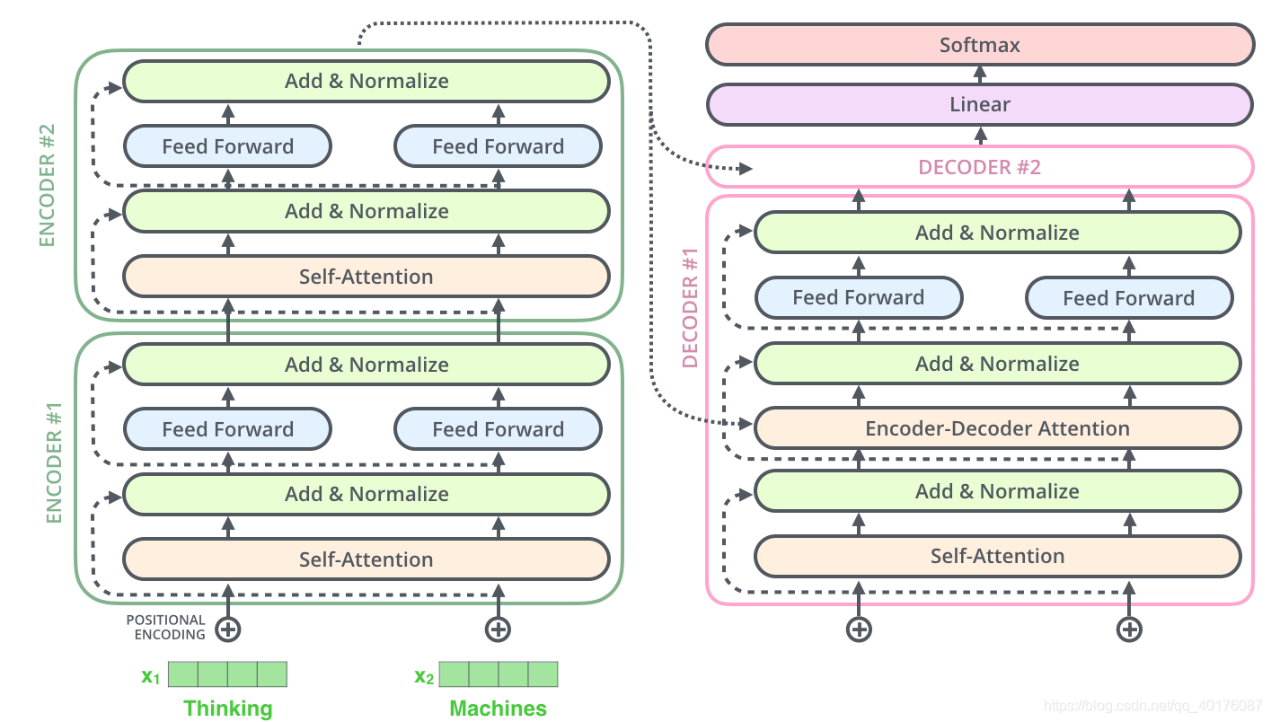 ENCODER #2
Add & Normalize
Feed Forward
Feed Forward
Add & Normalize
Self-Attention
ENCODER #1
Add & Normalize
Feed Forward
Feed Forward
Add & Normalize
Self-Attention
POSITIONAL
ENCODING
x₁
x₂
Thinking
Machines
Softmax
Linear
DECODER #2
DECODER #1
Add & Normalize
Feed Forward
Feed Forward
Add & Normalize
Encoder-Decoder Attention
Add & Normalize
Self-Attention
https://blog.csdn.net/qq_40176087